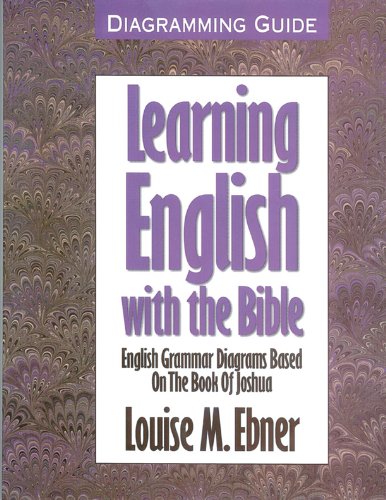 DIAGRAMMING GUIDE
Learning
English
with the Bible
English Grammar Diagrams Based
On The Book Of Joshua
Louise M. Ebner